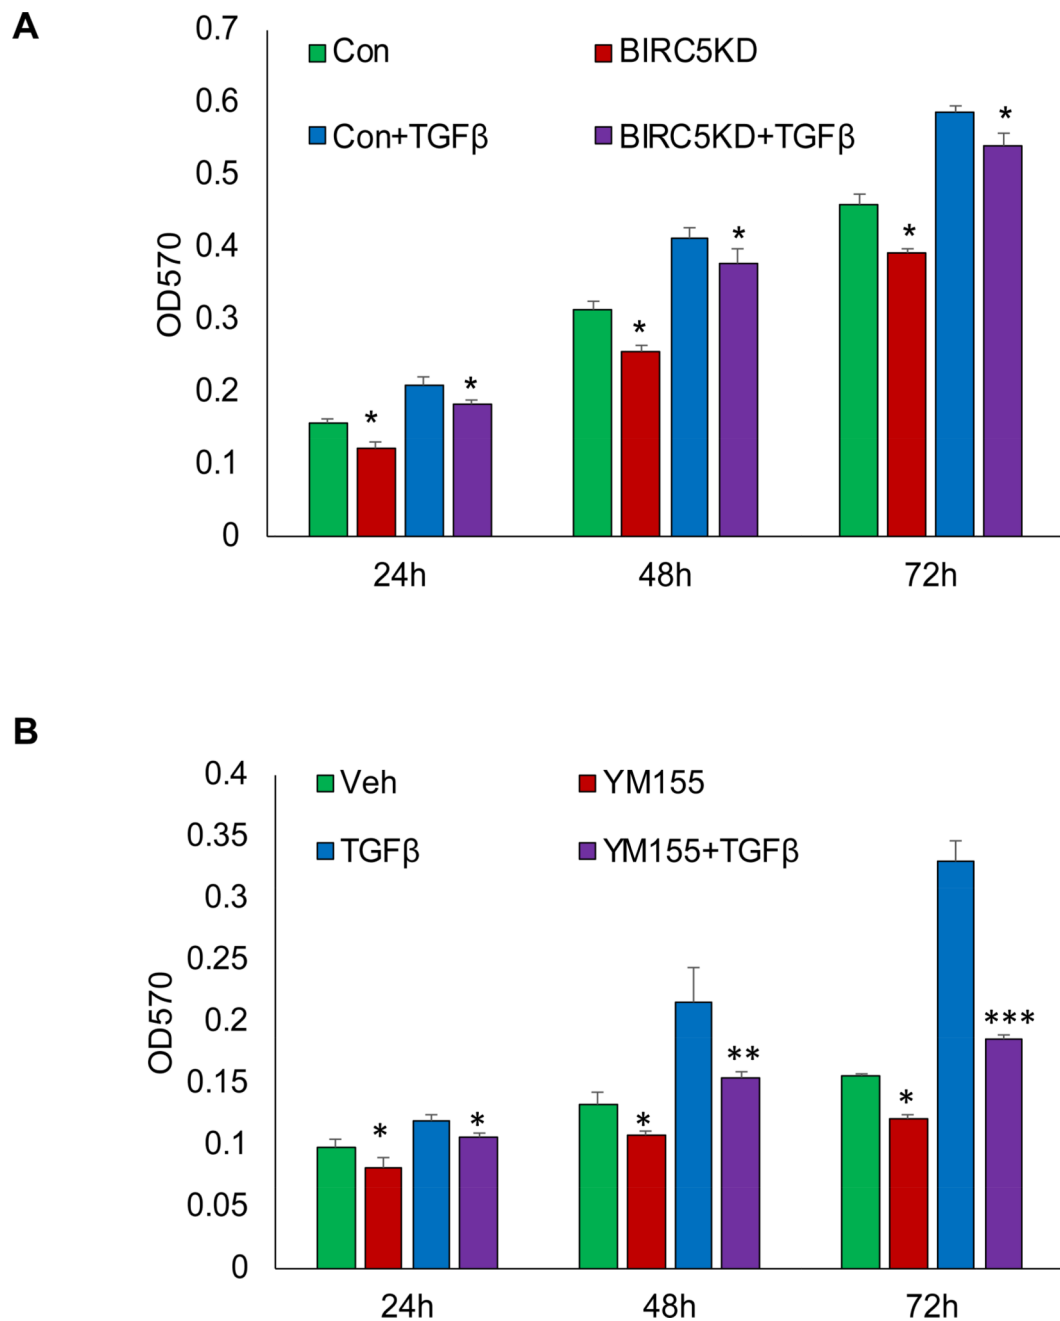 A
0.7
0.6
0.5
0.4
0.3
0.2
0.1
0
OD570
Con
BIRC5KD
Con+TGFβ
BIRC5KD+TGFβ
*
*
*
*
*
*
24h
48h
72h
B
0.4
0.35
0.3
0.25
0.2
0.15
0.1
0.05
0
OD570
Veh
YM155
TGFβ
YM155+TGFβ
*
*
*
**
*
***
24h
48h
72h